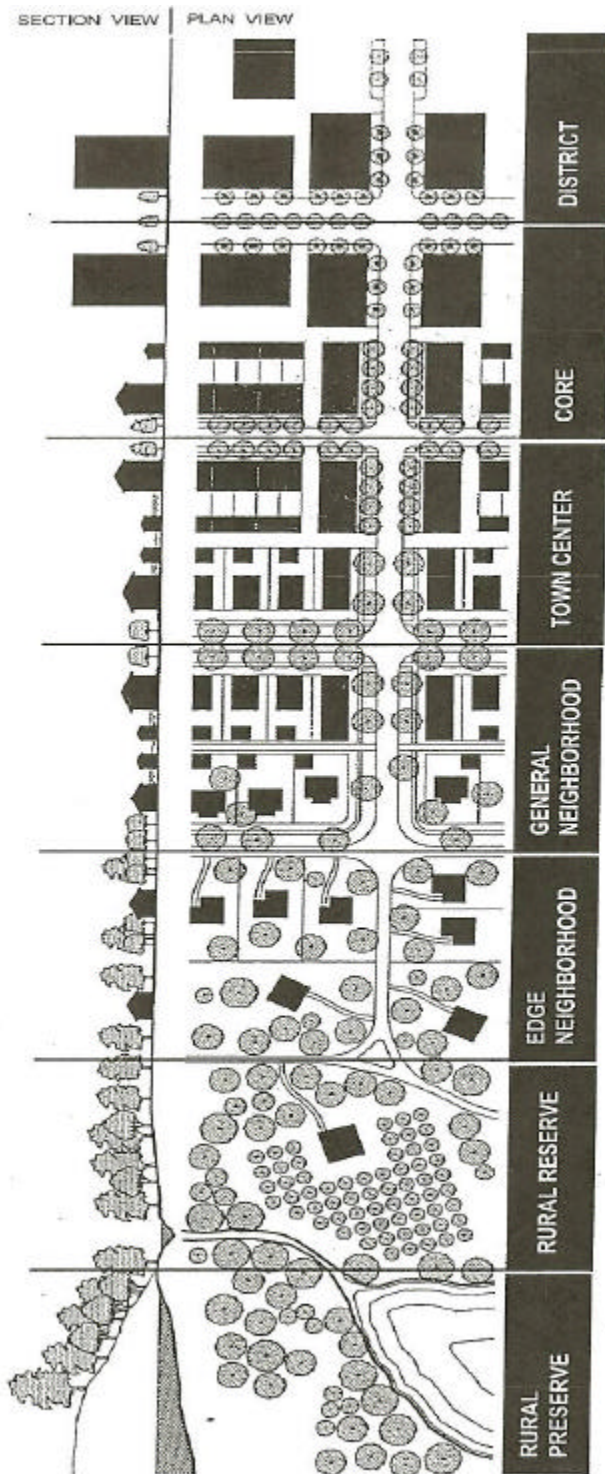 SECTION VIEW
PLAN VIEW
DISTRICT
CORE
TOWN CENTER
GENERAL
NEIGHBORHOOD
EDGE
NEIGHBORHOOD
RURAL RESERVE
RURAL
PRESERVE